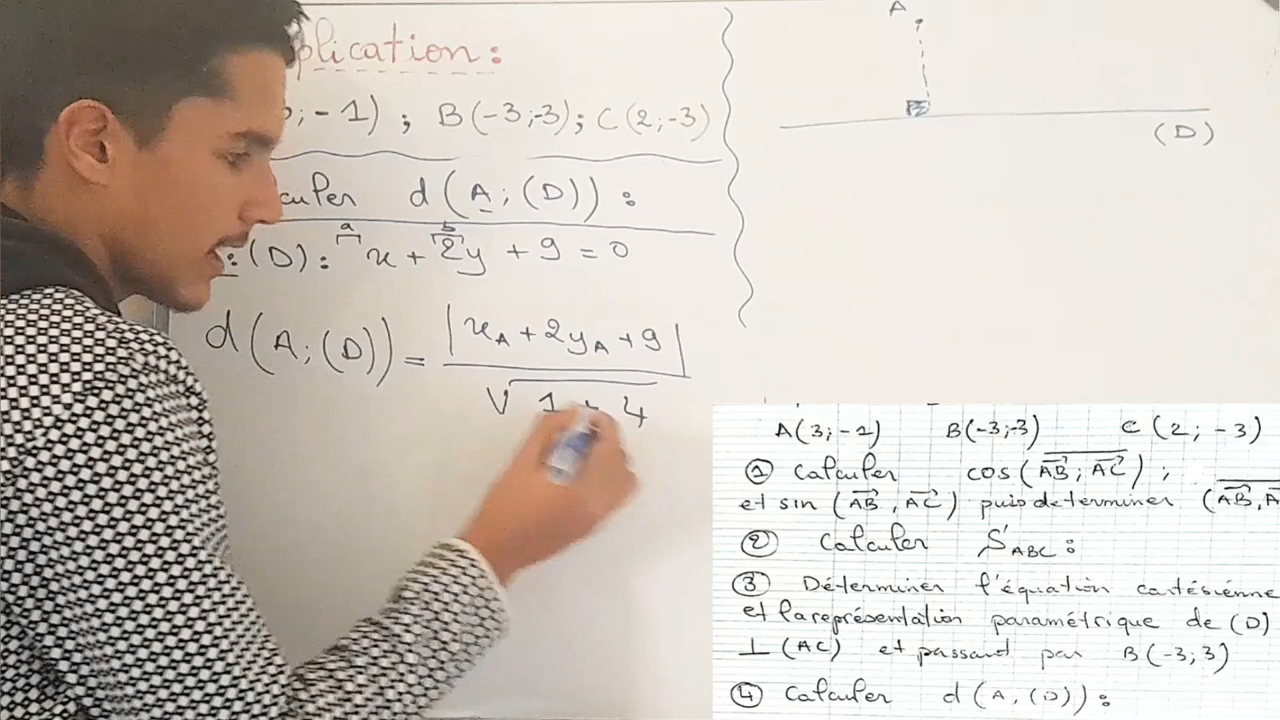 plication:
; -1) ; B(-3;-3); C(2;-3)
culer d(A;(D)) :
: (D): x + 2y + 9 = 0
a
b
d(A;(D)) = |x_A + 2y_A + 9|
√1 + 4
A
(D)
A(3;-1) B(-3;-3) C(2; -3)
① Calculer cos(AB; AC) ;
et sin (AB, AC) puis determiner (AB, A
② Calculer S_ABC :
③ Déterminer l'équation cartésienne
et la représentation paramétrique de (D)
⊥ (AC) et passant par B(-3;3)
④ Calculer d(A,(D)) :